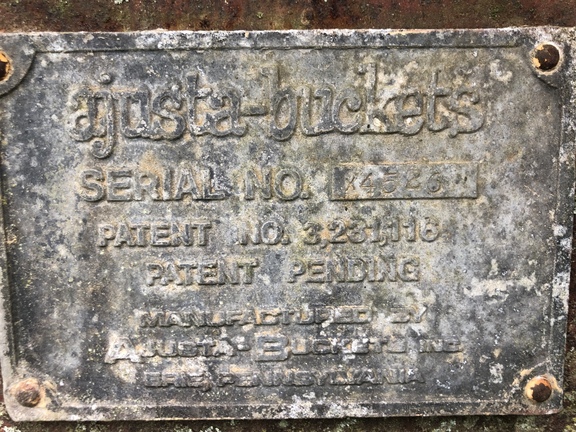 ajusta-buckets
SERIAL NO.
PATENT NO. 3,231,116
PATENT PENDING
MANUFACTURED BY
AJUSTA-BUCKETS INC.
ERIE, PENNSYLVANIA